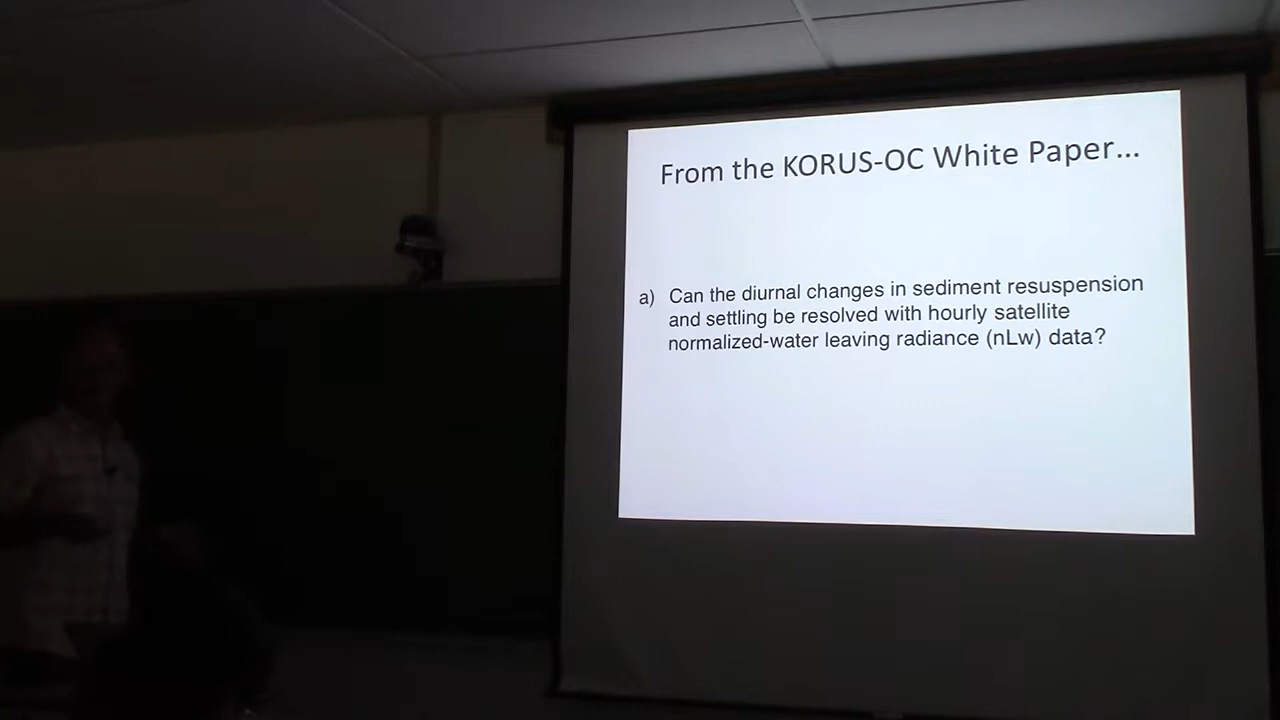 From the KORUS-OC White Paper...
a) Can the diurnal changes in sediment resuspension
and settling be resolved with hourly satellite
normalized-water leaving radiance (nLw) data?